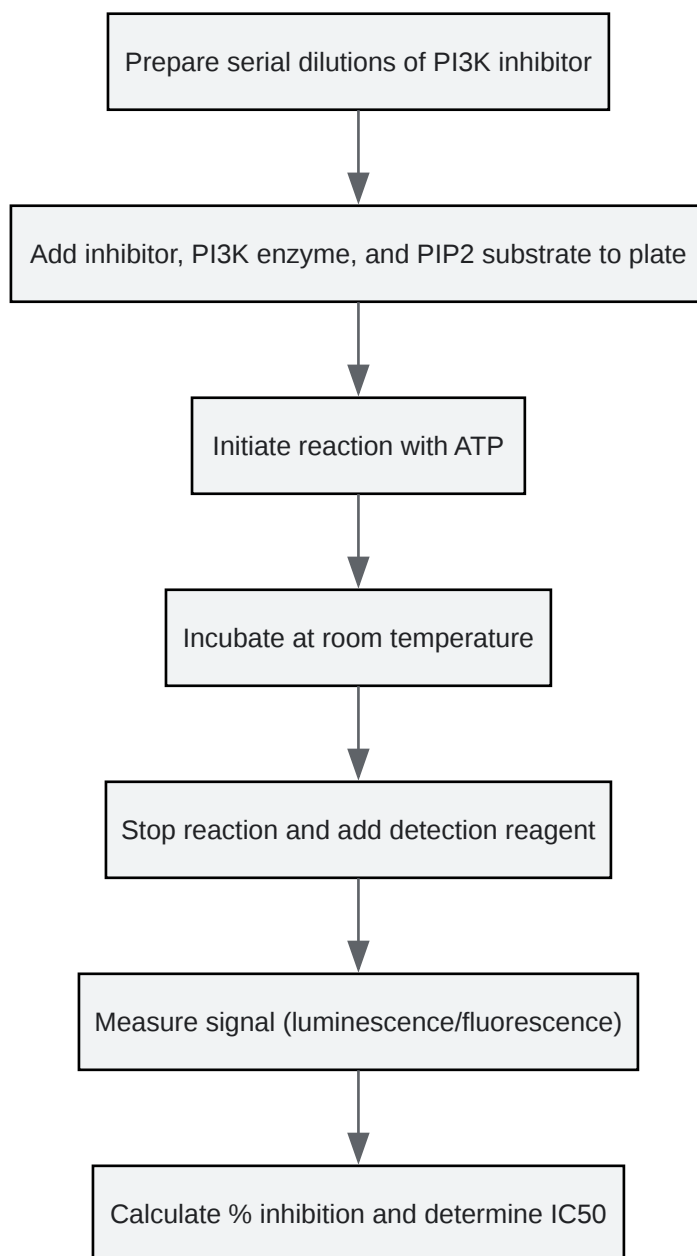 Prepare serial dilutions of PI3K inhibitor
Add inhibitor, PI3K enzyme, and PIP2 substrate to plate
Initiate reaction with ATP
Incubate at room temperature
Stop reaction and add detection reagent
Measure signal (luminescence/fluorescence)
Calculate % inhibition and determine IC50